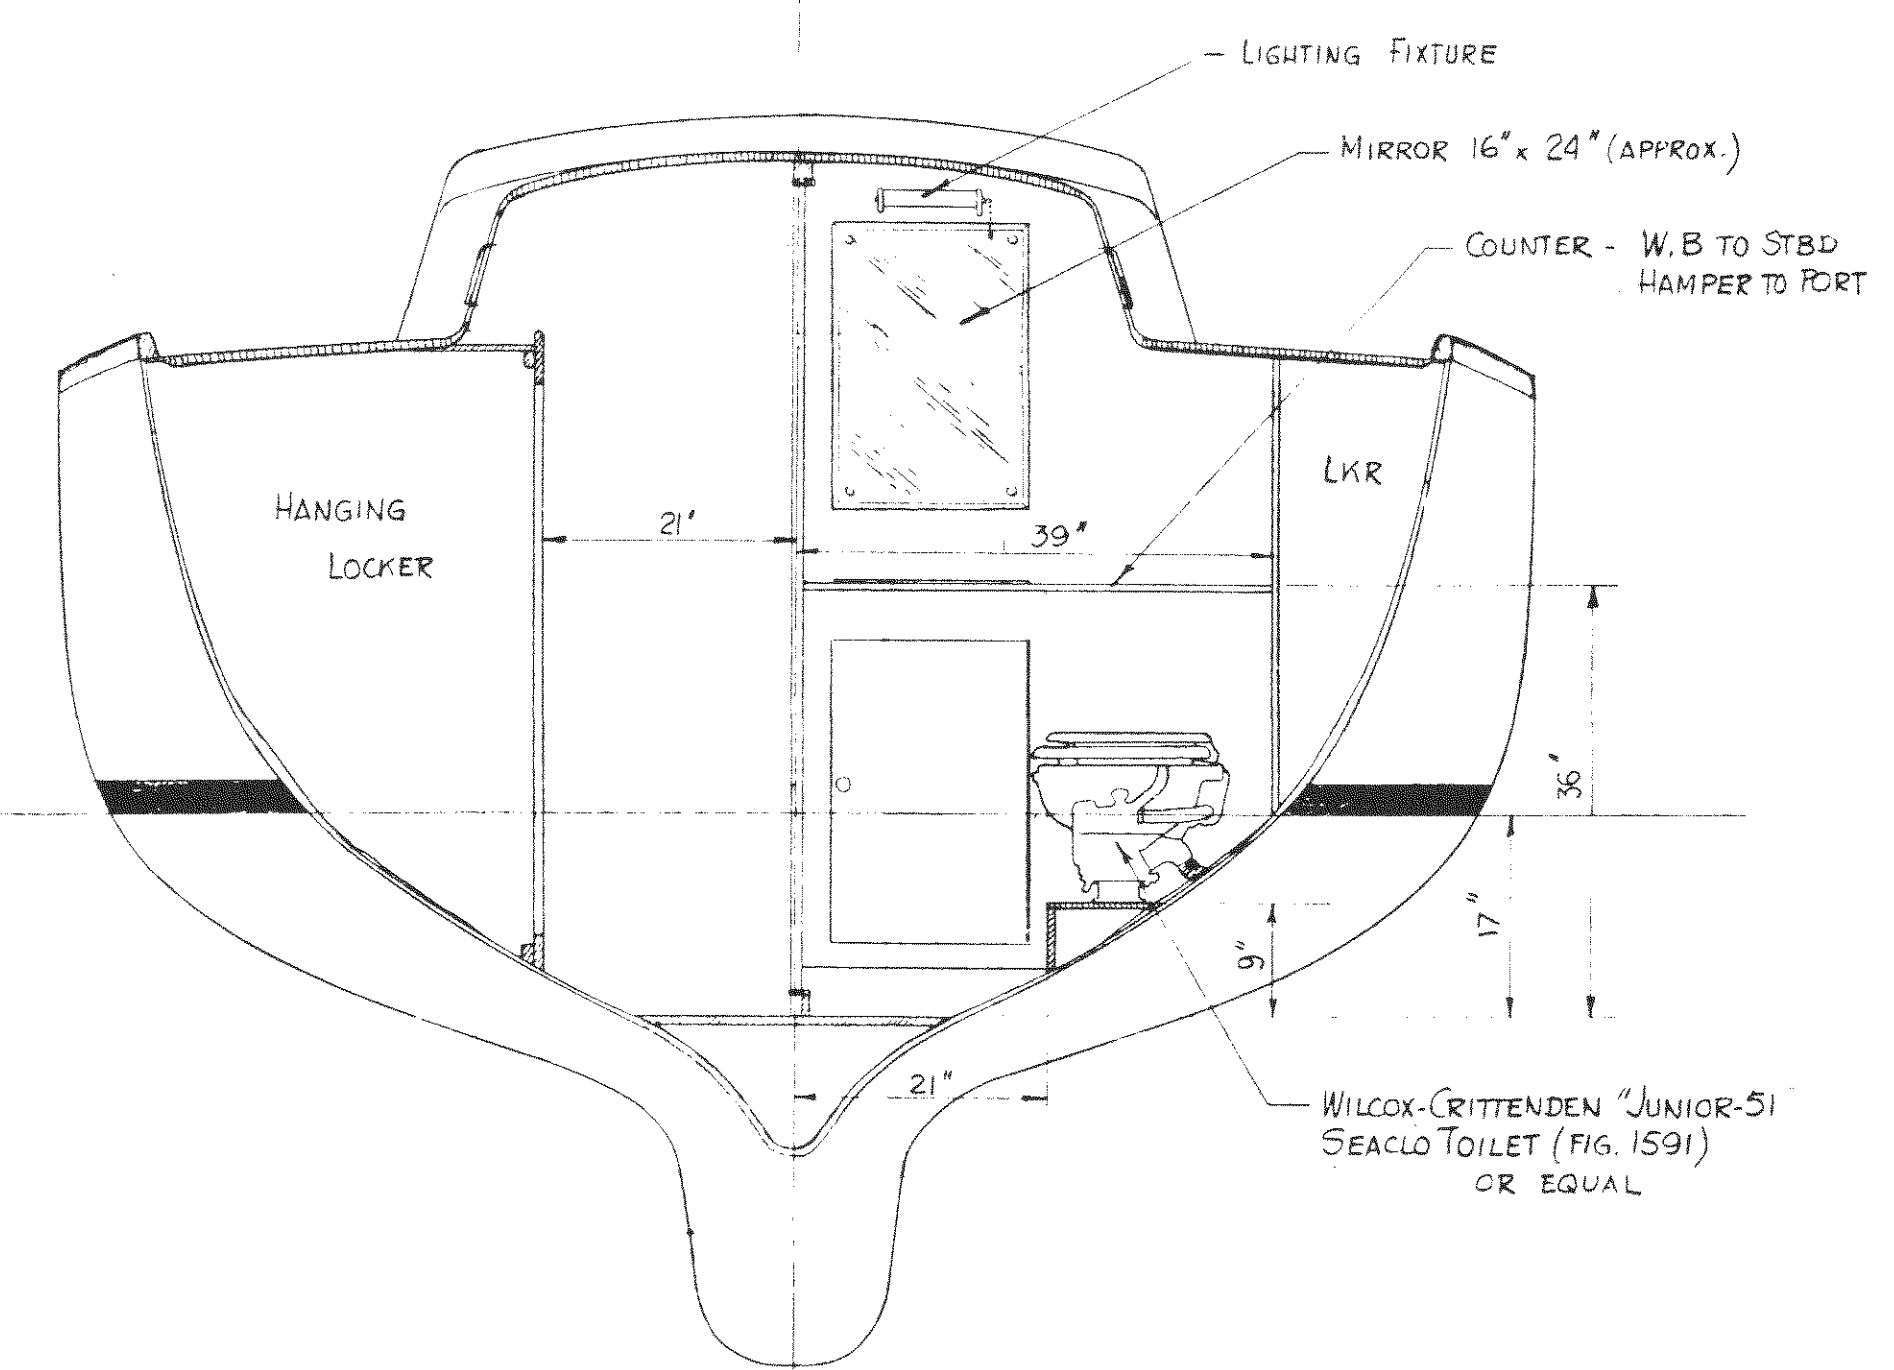 - LIGHTING FIXTURE
MIRROR 16" x 24" (APPROX.)
COUNTER - W.B TO STBD
HAMPER TO PORT
LKR
HANGING
LOCKER
21"
39"
36"
17"
9"
21"
WILCOX-CRITTENDEN "JUNIOR-51
SEACLO TOILET (FIG. 1591)
OR EQUAL